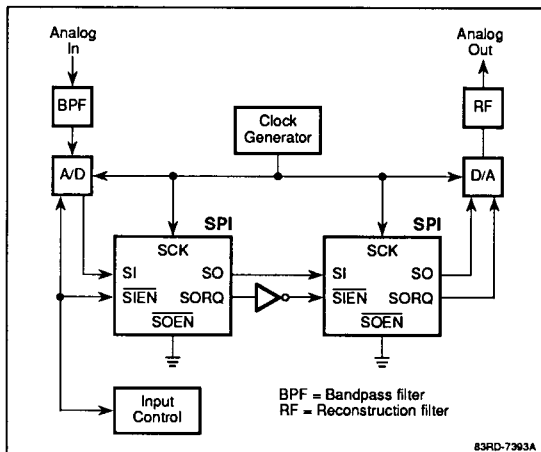 Analog
In
Analog
Out
BPF
RF
Clock
Generator
A/D
D/A
SPI
SPI
SCK
SCK
SI
SO
SI
SO
SIEN
SORQ
SIEN
SORQ
SOEN
SOEN
Input
Control
BPF = Bandpass filter
RF = Reconstruction filter
83RD-7393A